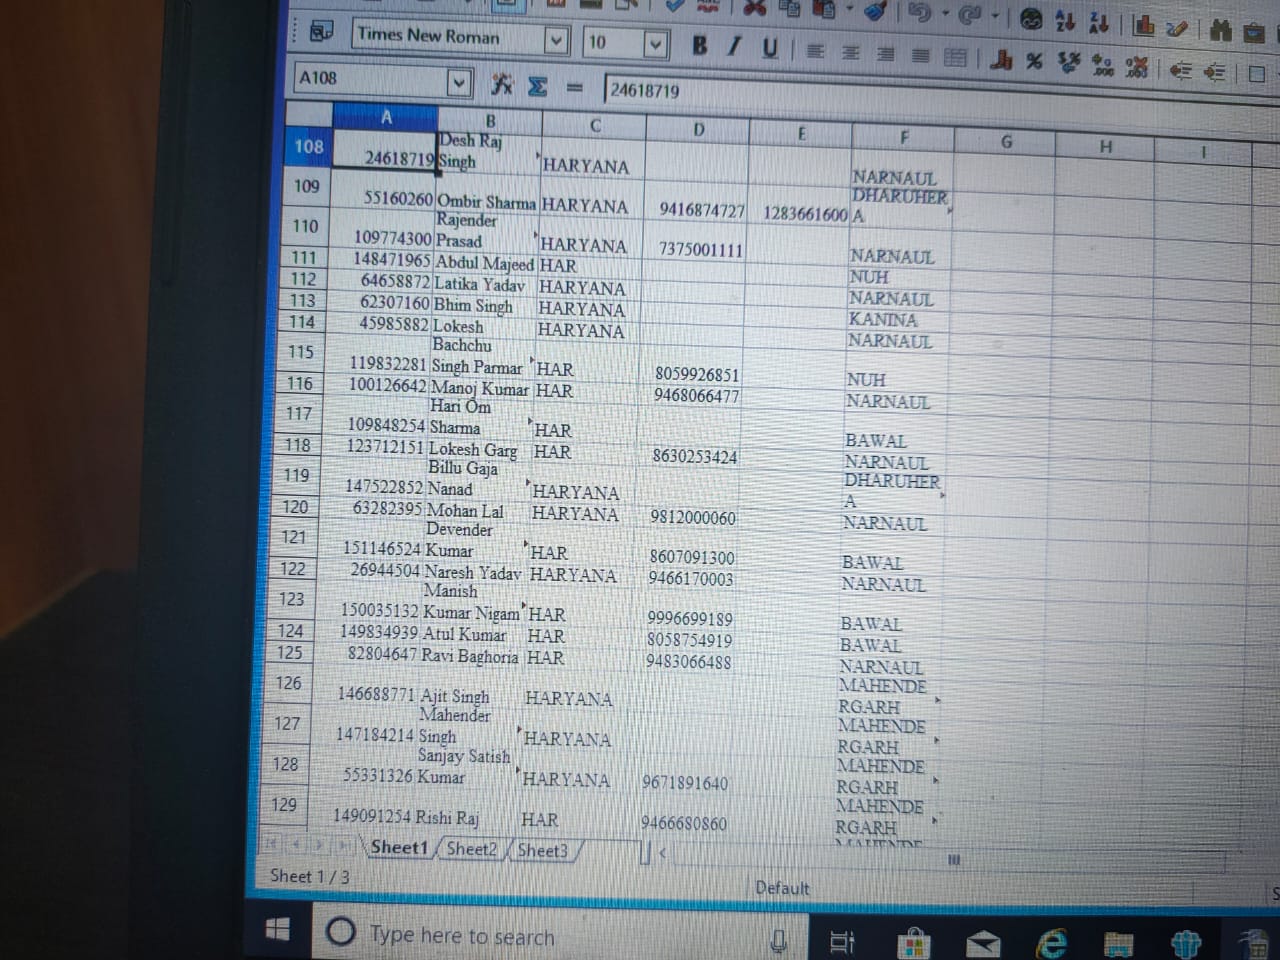 Times New Roman 10 B I U
A108 = 24618719
A B C D E F G H I
108 24618719 Desh Raj Singh HARYANA NARNAUL
109 55160260 Ombir Sharma HARYANA 9416874727 1283661600 DHARUHERA
110 109774300 Rajender Prasad HARYANA 7375001111 NARNAUL
111 148471965 Abdul Majeed HAR NUH
112 64658872 Latika Yadav HARYANA NARNAUL
113 62307160 Bhim Singh HARYANA KANINA
114 45985882 Lokesh HARYANA NARNAUL
115 119832281 Bachchu Singh Parmar HAR 8059926851 NUH
116 100126642 Manoj Kumar HAR 9468066477 NARNAUL
117 109848254 Hari Om Sharma HAR BAWAL
118 123712151 Lokesh Garg HAR 8630253424 NARNAUL
119 147522852 Billu Gaja Nanad HARYANA DHARUHERA
120 63282395 Mohan Lal HARYANA 9812000060 NARNAUL
121 151146524 Devender Kumar HAR 8607091300 BAWAL
122 26944504 Naresh Yadav HARYANA 9466170003 NARNAUL
123 150035132 Manish Kumar Nigam HAR 9996699189 BAWAL
124 149834939 Atul Kumar HAR 8058754919 BAWAL
125 82804647 Ravi Baghoria HAR 9483066488 NARNAUL
126 146688771 Ajit Singh HARYANA MAHENDERGARH
127 147184214 Mahender Singh HARYANA MAHENDERGARH
128 55331326 Sanjay Satish Kumar HARYANA 9671891640 MAHENDERGARH
129 149091254 Rishi Raj HAR 9466680860 MAHENDERGARH
Sheet1 Sheet2 Sheet3
Sheet 1 / 3 Default
Type here to search